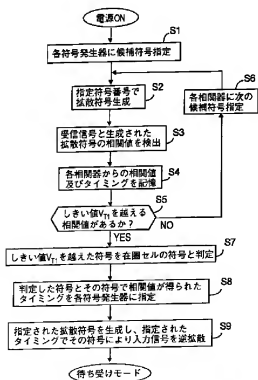 電源ON
S1
各符号発生器に候補符号指定
S2
指定符号番号で
拡散符号生成
S6
各相関器に次の
候補符号指定
S3
受信信号と生成された
拡散符号の相関値を検出
S4
各相関器からの相関値
及びタイミングを記憶
S5
しきい値VT1を越える
相関値があるか？
NO
YES
S7
しきい値VT1を越えた符号を在圏セルの符号と判定
S8
判定した符号とその符号で相関値が得られた
タイミングを各符号発生器に指定
S9
指定された拡散符号を生成し、指定された
タイミングでその符号により入力信号を逆拡散
待ち受けモード